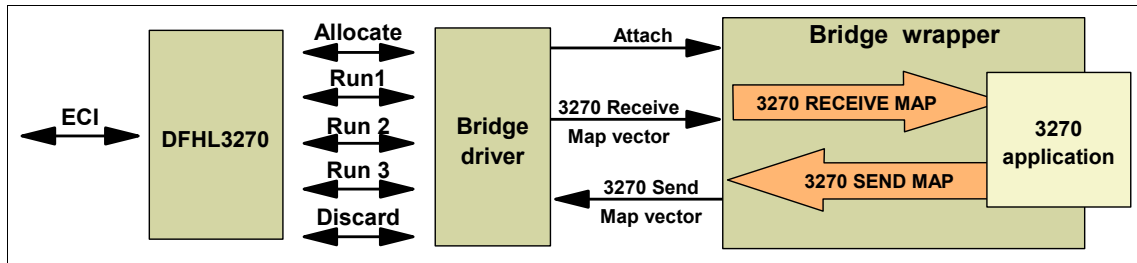 ECI
DFHL3270
Allocate
Run1
Run 2
Run 3
Discard
Bridge
driver
Attach
3270 Receive
Map vector
3270 Send
Map vector
Bridge wrapper
3270 RECEIVE MAP
3270 SEND MAP
3270
application